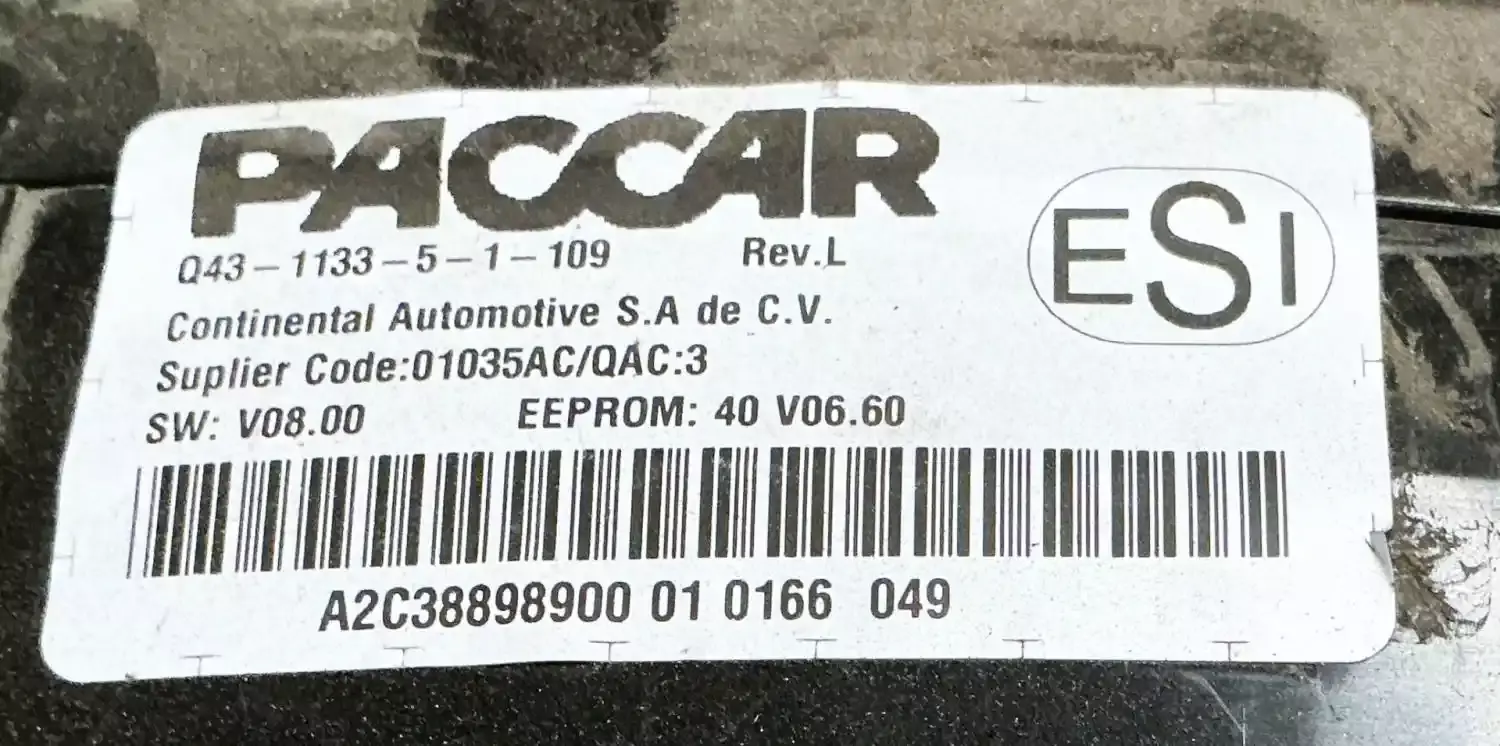 PACCAR
Q43-1133-5-1-109 Rev.L
ESI
Continental Automotive S.A de C.V.
Suplier Code:01035AC/QAC:3
SW: V08.00 EEPROM: 40 V06.60
A2C38898900 01 0166 049